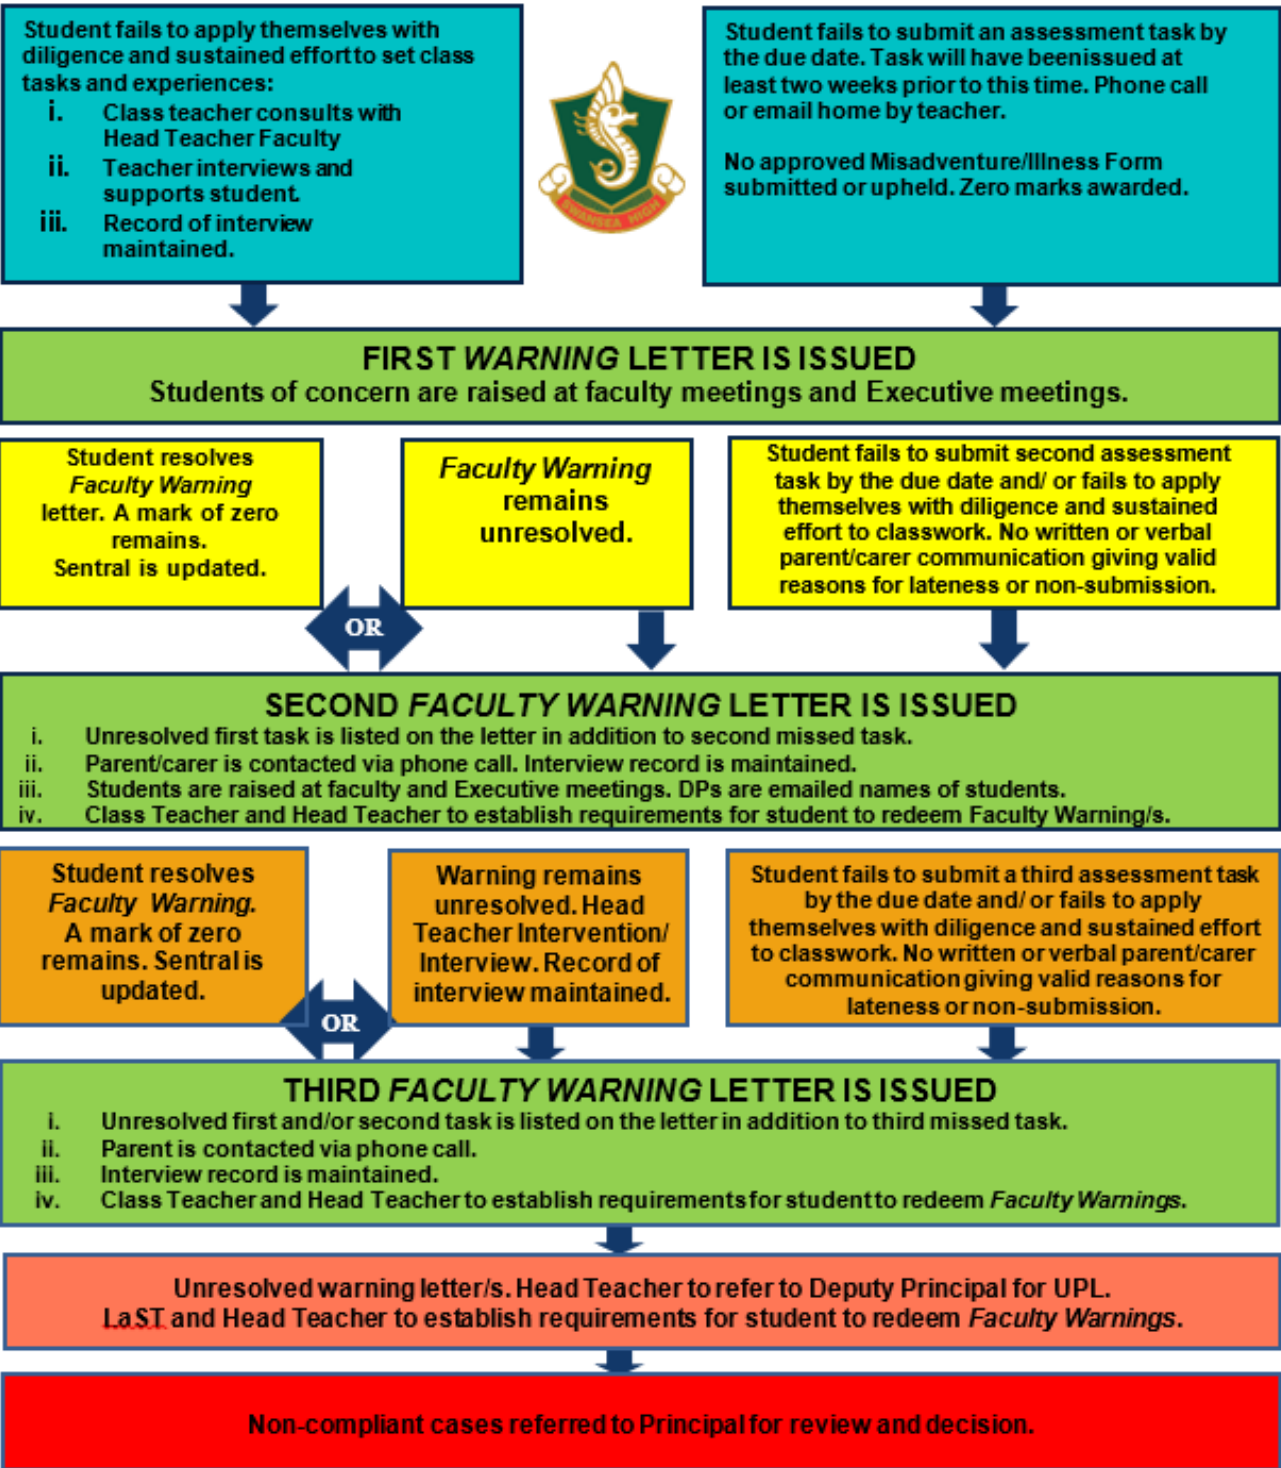 Student fails to apply themselves with
diligence and sustained effort to set class
tasks and experiences:
i. Class teacher consults with
Head Teacher Faculty
ii. Teacher interviews and
supports student.
iii. Record of interview
maintained.
SWANSEA HIGH
Student fails to submit an assessment task by
the due date. Task will have beenissued at
least two weeks prior to this time. Phone call
or email home by teacher.
No approved Misadventure/Illness Form
submitted or upheld. Zero marks awarded.
FIRST WARNING LETTER IS ISSUED
Students of concern are raised at faculty meetings and Executive meetings.
Student resolves
Faculty Warning
letter. A mark of zero
remains.
Sentral is updated.
OR
Faculty Warning
remains
unresolved.
Student fails to submit second assessment
task by the due date and/ or fails to apply
themselves with diligence and sustained
effort to classwork. No written or verbal
parent/carer communication giving valid
reasons for lateness or non-submission.
SECOND FACULTY WARNING LETTER IS ISSUED
i. Unresolved first task is listed on the letter in addition to second missed task.
ii. Parent/carer is contacted via phone call. Interview record is maintained.
iii. Students are raised at faculty and Executive meetings. DPs are emailed names of students.
iv. Class Teacher and Head Teacher to establish requirements for student to redeem Faculty Warning/s.
Student resolves
Faculty Warning.
A mark of zero
remains. Sentral is
updated.
OR
Warning remains
unresolved. Head
Teacher Intervention/
Interview. Record of
interview maintained.
Student fails to submit a third assessment task
by the due date and/ or fails to apply
themselves with diligence and sustained effort
to classwork. No written or verbal parent/carer
communication giving valid reasons for
lateness or non-submission.
THIRD FACULTY WARNING LETTER IS ISSUED
i. Unresolved first and/or second task is listed on the letter in addition to third missed task.
ii. Parent is contacted via phone call.
iii. Interview record is maintained.
iv. Class Teacher and Head Teacher to establish requirements for student to redeem Faculty Warnings.
Unresolved warning letter/s. Head Teacher to refer to Deputy Principal for UPL.
LaST and Head Teacher to establish requirements for student to redeem Faculty Warnings.
Non-compliant cases referred to Principal for review and decision.